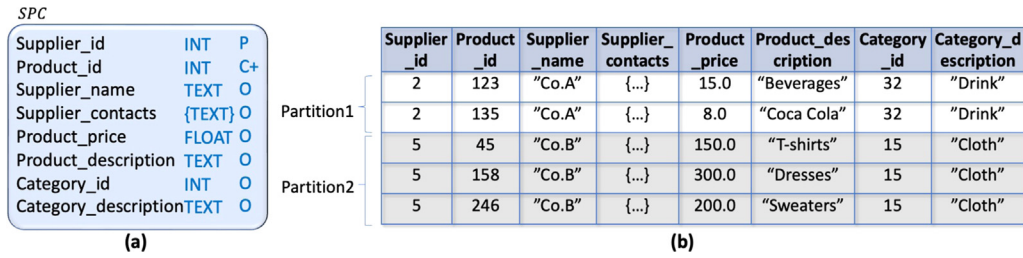 SPC
Supplier_id INT P
Product_id INT C+
Supplier_name TEXT O
Supplier_contacts {TEXT} O
Product_price FLOAT O
Product_description TEXT O
Category_id INT O
Category_description TEXT O
(a)
Supplier Product Supplier Supplier_ Product Product_des Category Category_d
_id _id _name contacts _price cription _id escription
Partition1
2 123 ”Co.A” {...} 15.0 “Beverages” 32 ”Drink”
2 135 ”Co.A” {...} 8.0 “Coca Cola” 32 ”Drink”
Partition2
5 45 ”Co.B” {...} 150.0 “T-shirts” 15 ”Cloth”
5 158 ”Co.B” {...} 300.0 “Dresses” 15 ”Cloth”
5 246 ”Co.B” {...} 200.0 “Sweaters” 15 ”Cloth”
(b)